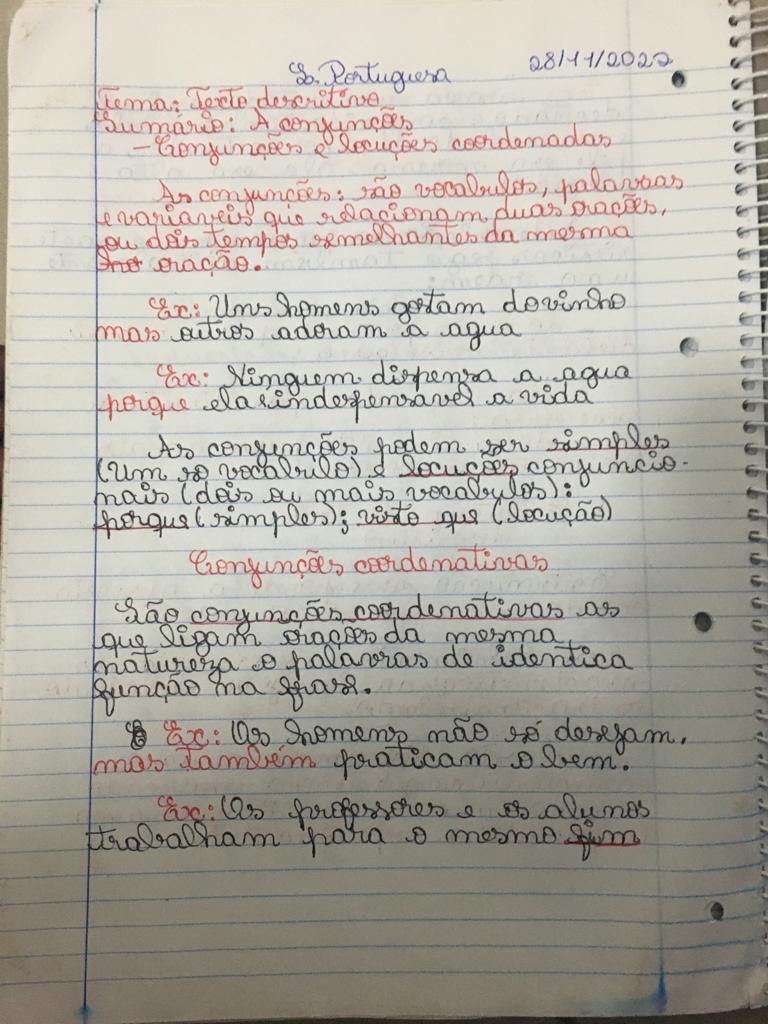 L. Portuguesa 28/11/2022
Tema: Texto descritivo
Sumário: A conjunções
- Conjunções e locuções coordenadas
As conjunções: são vocabulos, palavras
evariaveis que relacionam duas orações,
ou dois tempos semelhantes da mesma
oração.
Ex: Uns homens gostam do vinho
mas outros adoram a agua
Ex: Ninguem dispensa a agua
porque ela é indespensavel a vida
As conjunções podem ser simples
(Um so vocabulo) e locuções conjuncio-
nais (dois ou mais vocabulos):
porque (simples); visto que (locução)
Conjunções coordenativas
São conjunções coordenativas as
que ligam orações da mesma
natureza o palavras de identica
função na frase.
Ex: Os homens não só desejam,
mas também praticam o bem.
Ex: Os professores e os alunos
trabalham para o mesmo fim